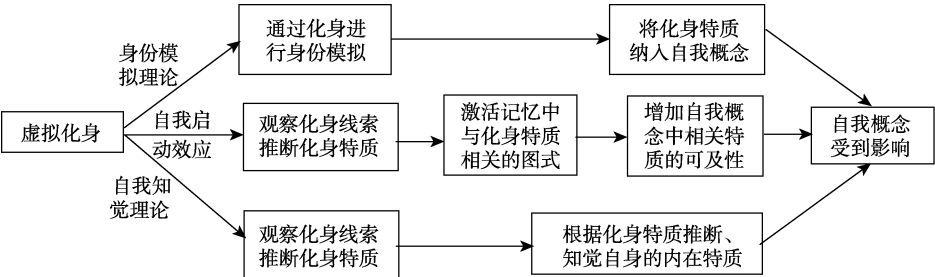 虚拟化身
身份模
拟理论
通过化身进
行身份模拟
将化身特质
纳入自我概念
自我启
动效应
观察化身线索
推断化身特质
激活记忆中
与化身特质
相关的图式
增加自我概
念中相关特
质的可及性
自我概念
受到影响
自我知
觉理论
观察化身线索
推断化身特质
根据化身特质推断、
知觉自身的内在特质